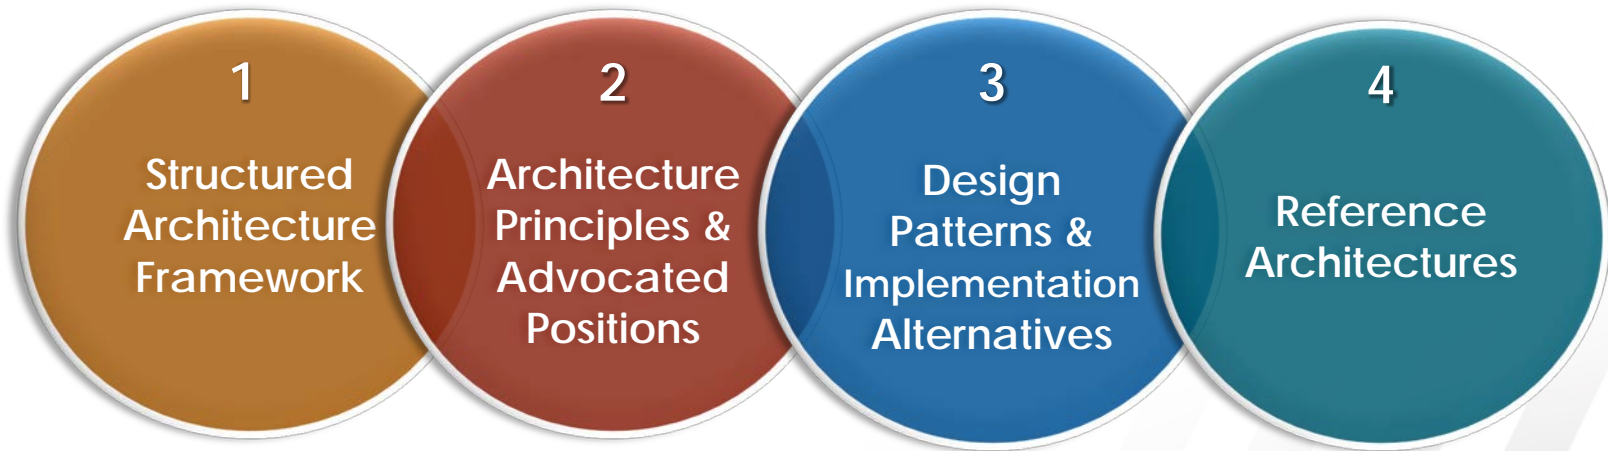 1
Structured
Architecture
Framework
2
Architecture
Principles &
Advocated
Positions
3
Design
Patterns &
Implementation
Alternatives
4
Reference
Architectures